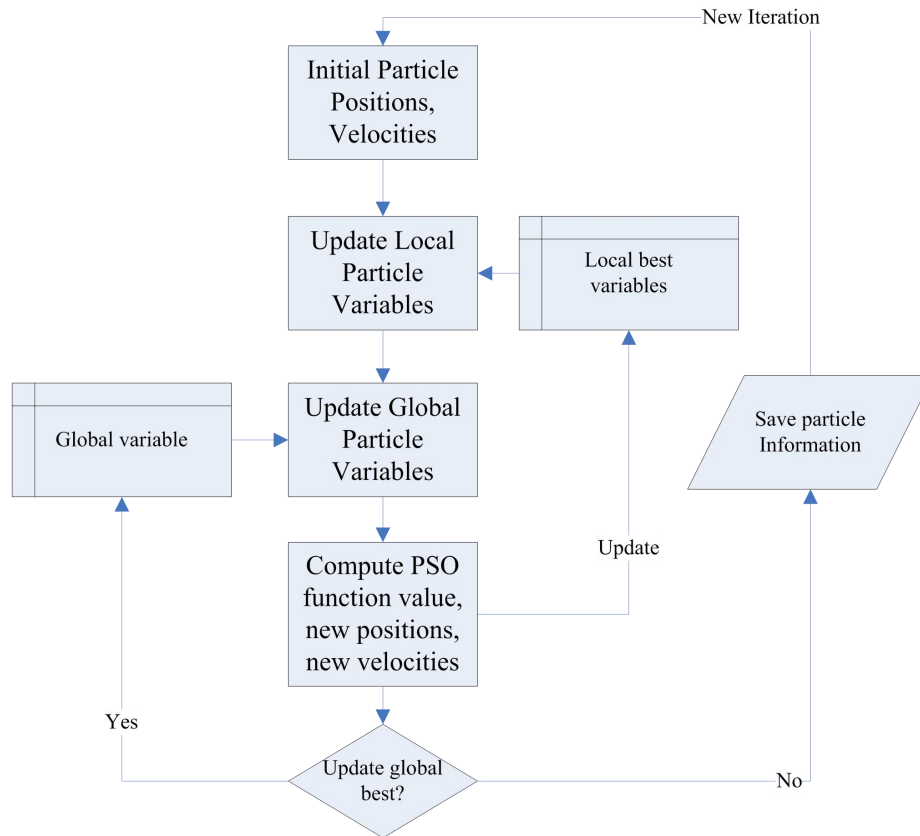 New Iteration
Initial Particle
Positions,
Velocities
Update Local
Particle
Variables
Local best
variables
Global variable
Update Global
Particle
Variables
Save particle
Information
Compute PSO
function value,
new positions,
new velocities
Update
Yes
Update global
best?
No